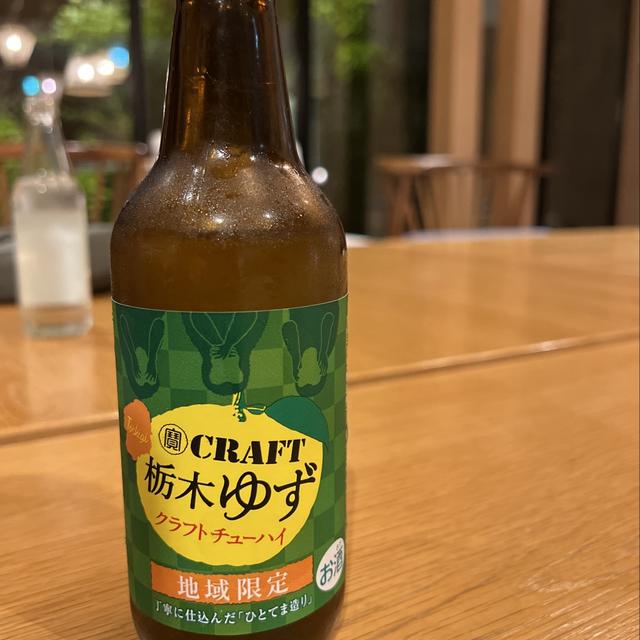 Tochigi
寶 CRAFT
栃木ゆず
クラフトチューハイ
地域限定
お酒
丁寧に仕込んだ「ひとてま造り」